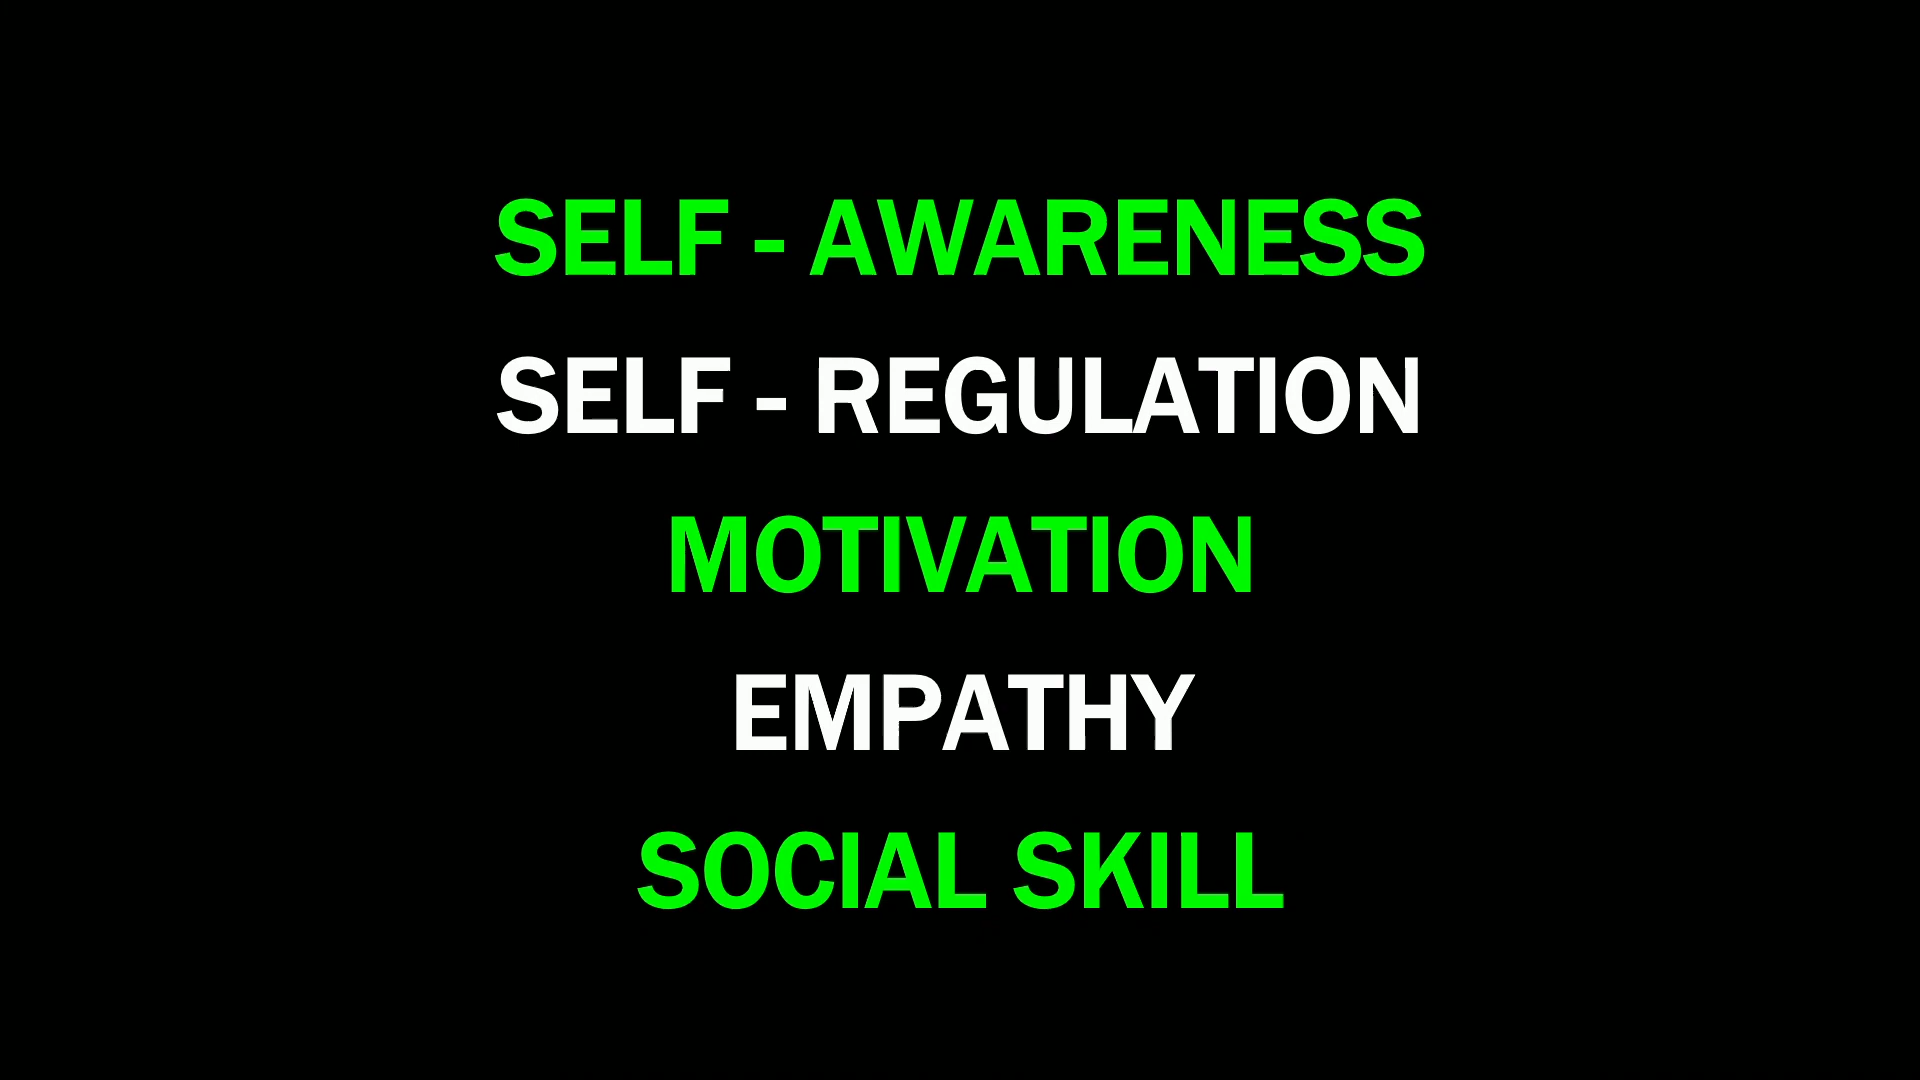 SELF - AWARENESS
SELF - REGULATION
MOTIVATION
EMPATHY
SOCIAL SKILL